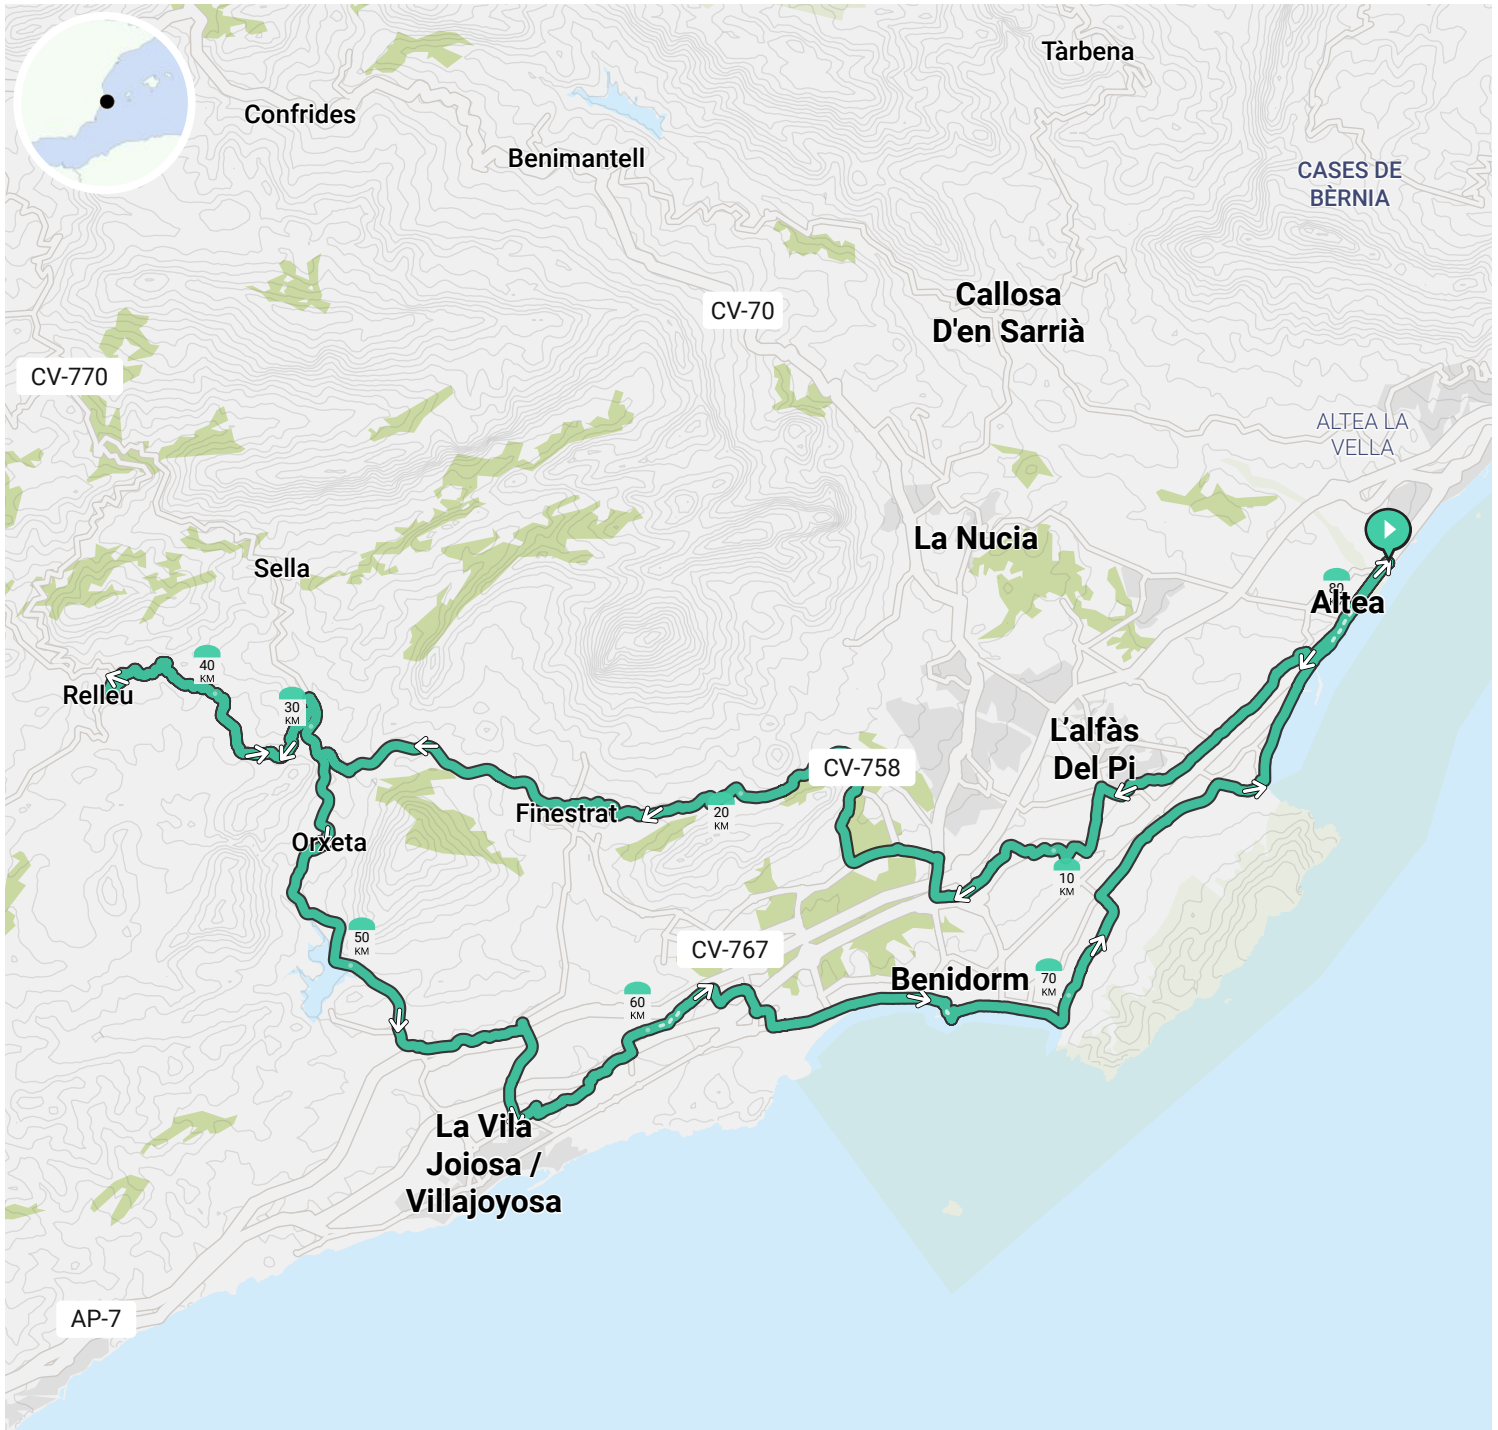 Tàrbena
Confrides
Benimantell
CASES DE
BÈRNIA
Callosa
D'en Sarrià
CV-70
CV-770
ALTEA LA
VELLA
La Nucia
Sella
80
Altea
40
KM
Relleu
30
KM
L'alfàs
Del Pi
CV-758
Finestrat
20
KM
Orxeta
10
KM
50
KM
CV-767
Benidorm
70
KM
60
KM
La Vila
Joiosa /
Villajoyosa
AP-7